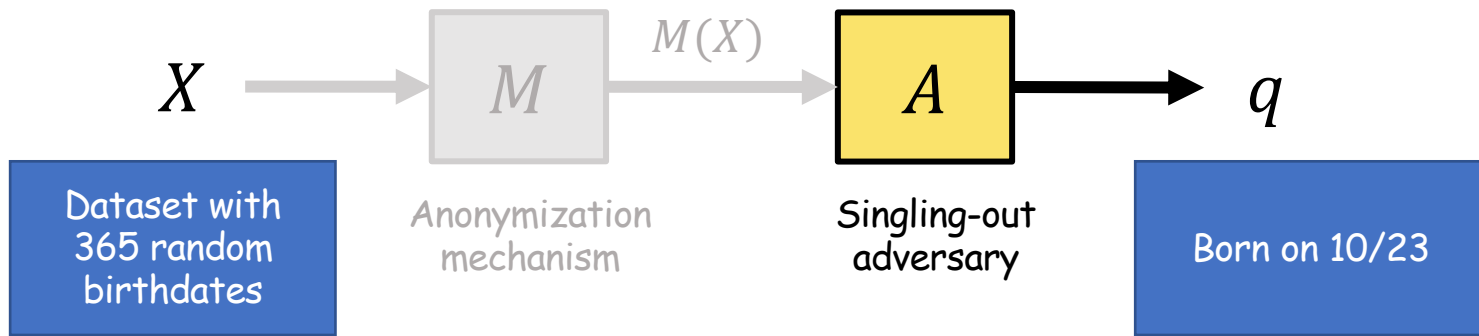 M(X)
X
M
A
q
Dataset with
365 random
birthdates
Anonymization
mechanism
Singling-out
adversary
Born on 10/23